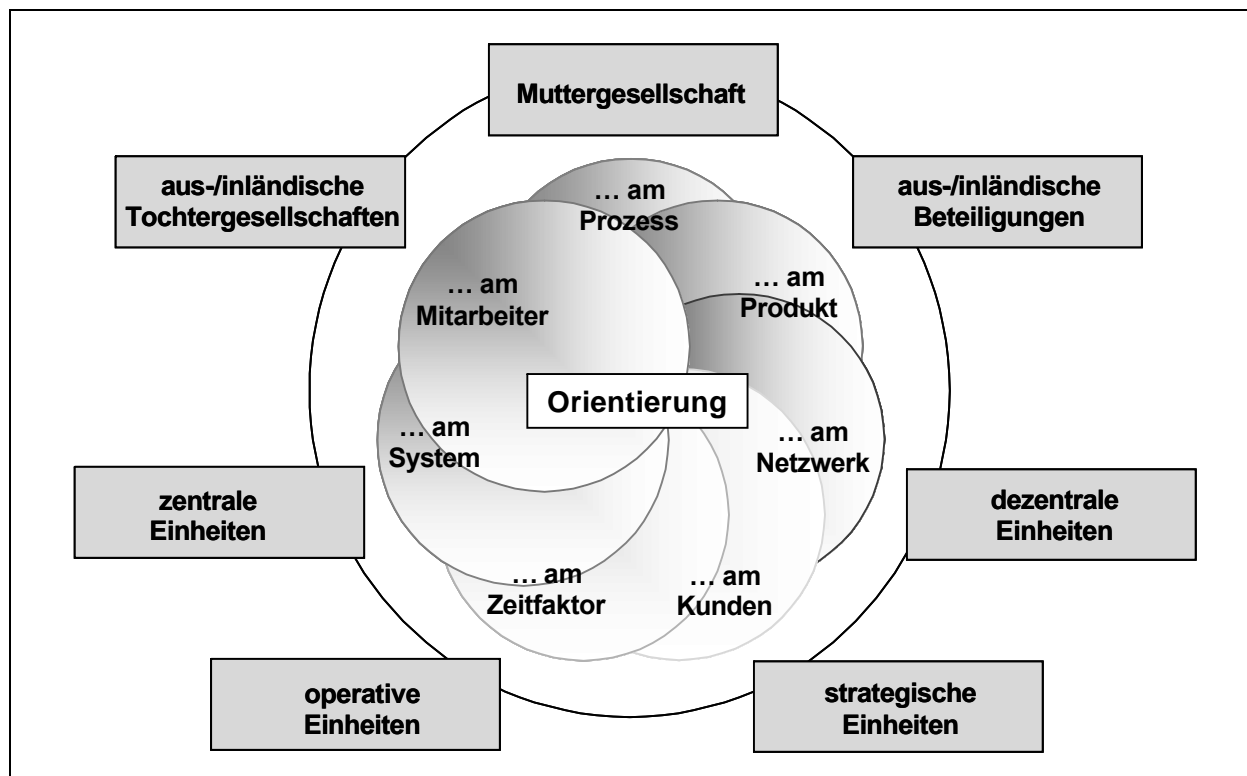 Muttergesellschaft
aus-/inländische
Tochtergesellschaften
aus-/inländische
Beteiligungen
… am
Prozess
… am
Mitarbeiter
… am
Produkt
Orientierung
… am
System
… am
Netzwerk
zentrale
Einheiten
dezentrale
Einheiten
… am
Zeitfaktor
… am
Kunden
operative
Einheiten
strategische
Einheiten